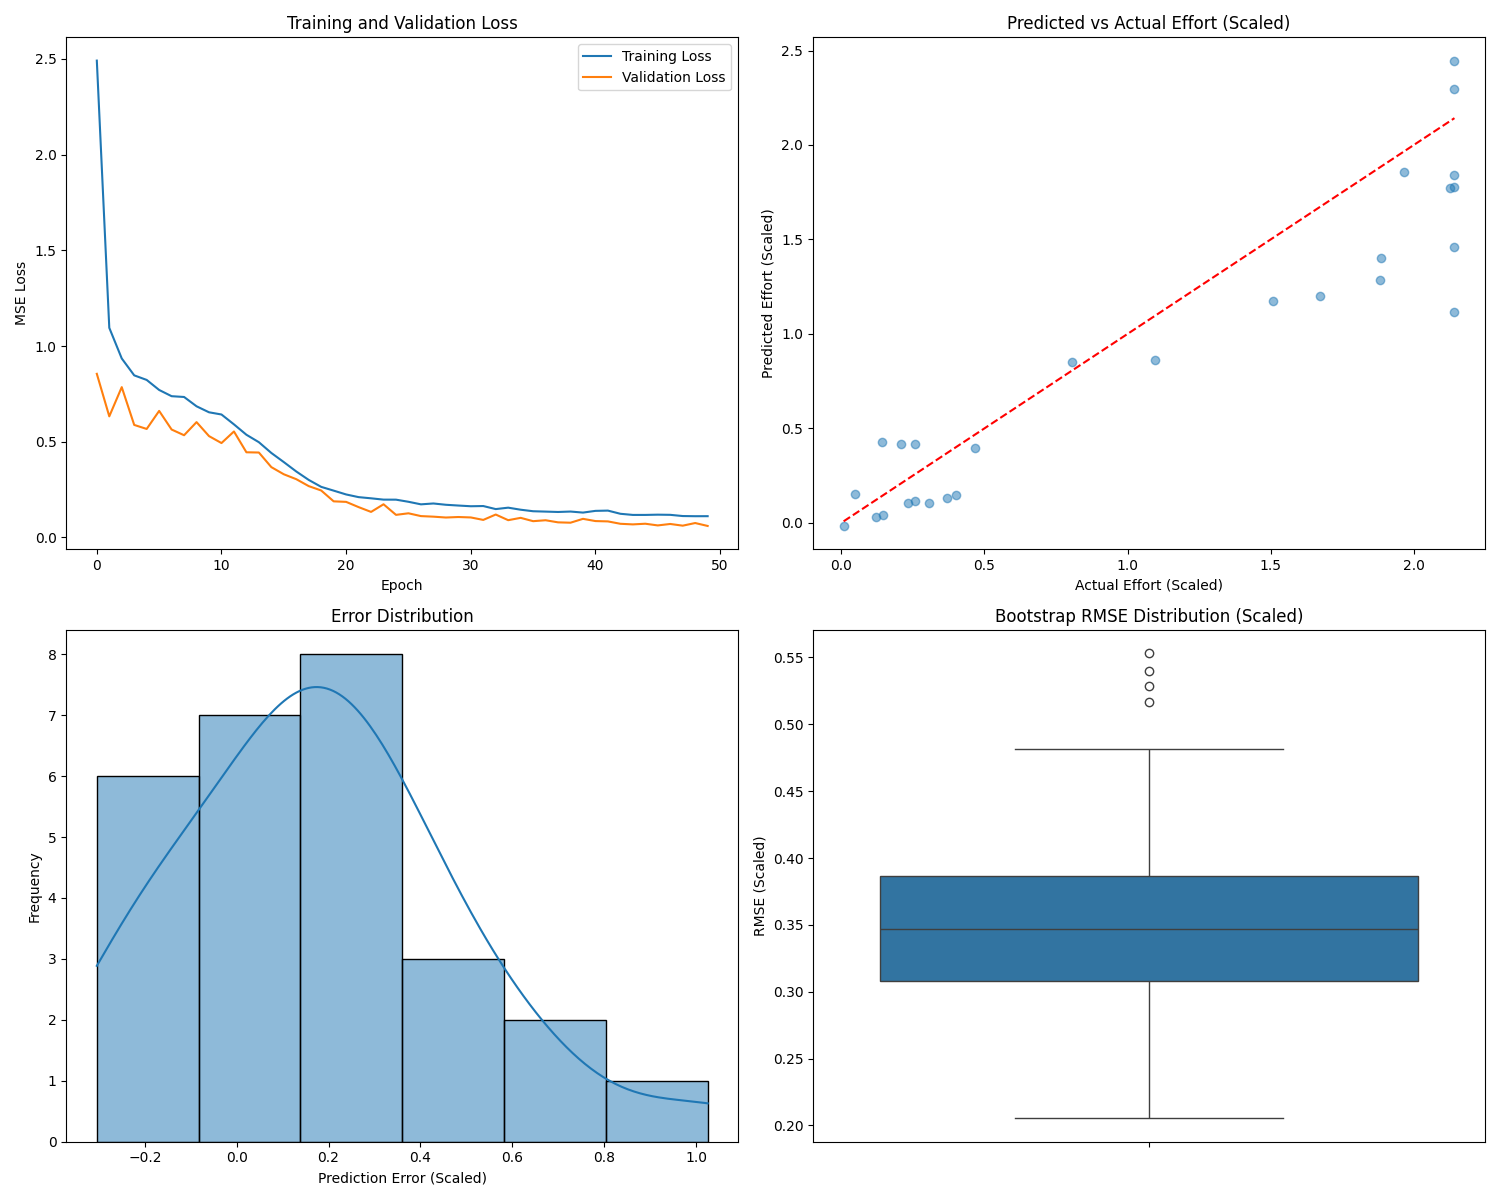 Training and Validation Loss
2.5
2.0
1.5
1.0
0.5
0.0
MSE Loss
Training Loss
Validation Loss
0 10 20 30 40 50
Epoch
Predicted vs Actual Effort (Scaled)
2.5
2.0
1.5
1.0
0.5
0.0
Predicted Effort (Scaled)
0.0 0.5 1.0 1.5 2.0
Actual Effort (Scaled)
Error Distribution
8
7
6
5
4
3
2
1
0
Frequency
−0.2 0.0 0.2 0.4 0.6 0.8 1.0
Prediction Error (Scaled)
Bootstrap RMSE Distribution (Scaled)
0.55
0.50
0.45
0.40
0.35
0.30
0.25
0.20
RMSE (Scaled)